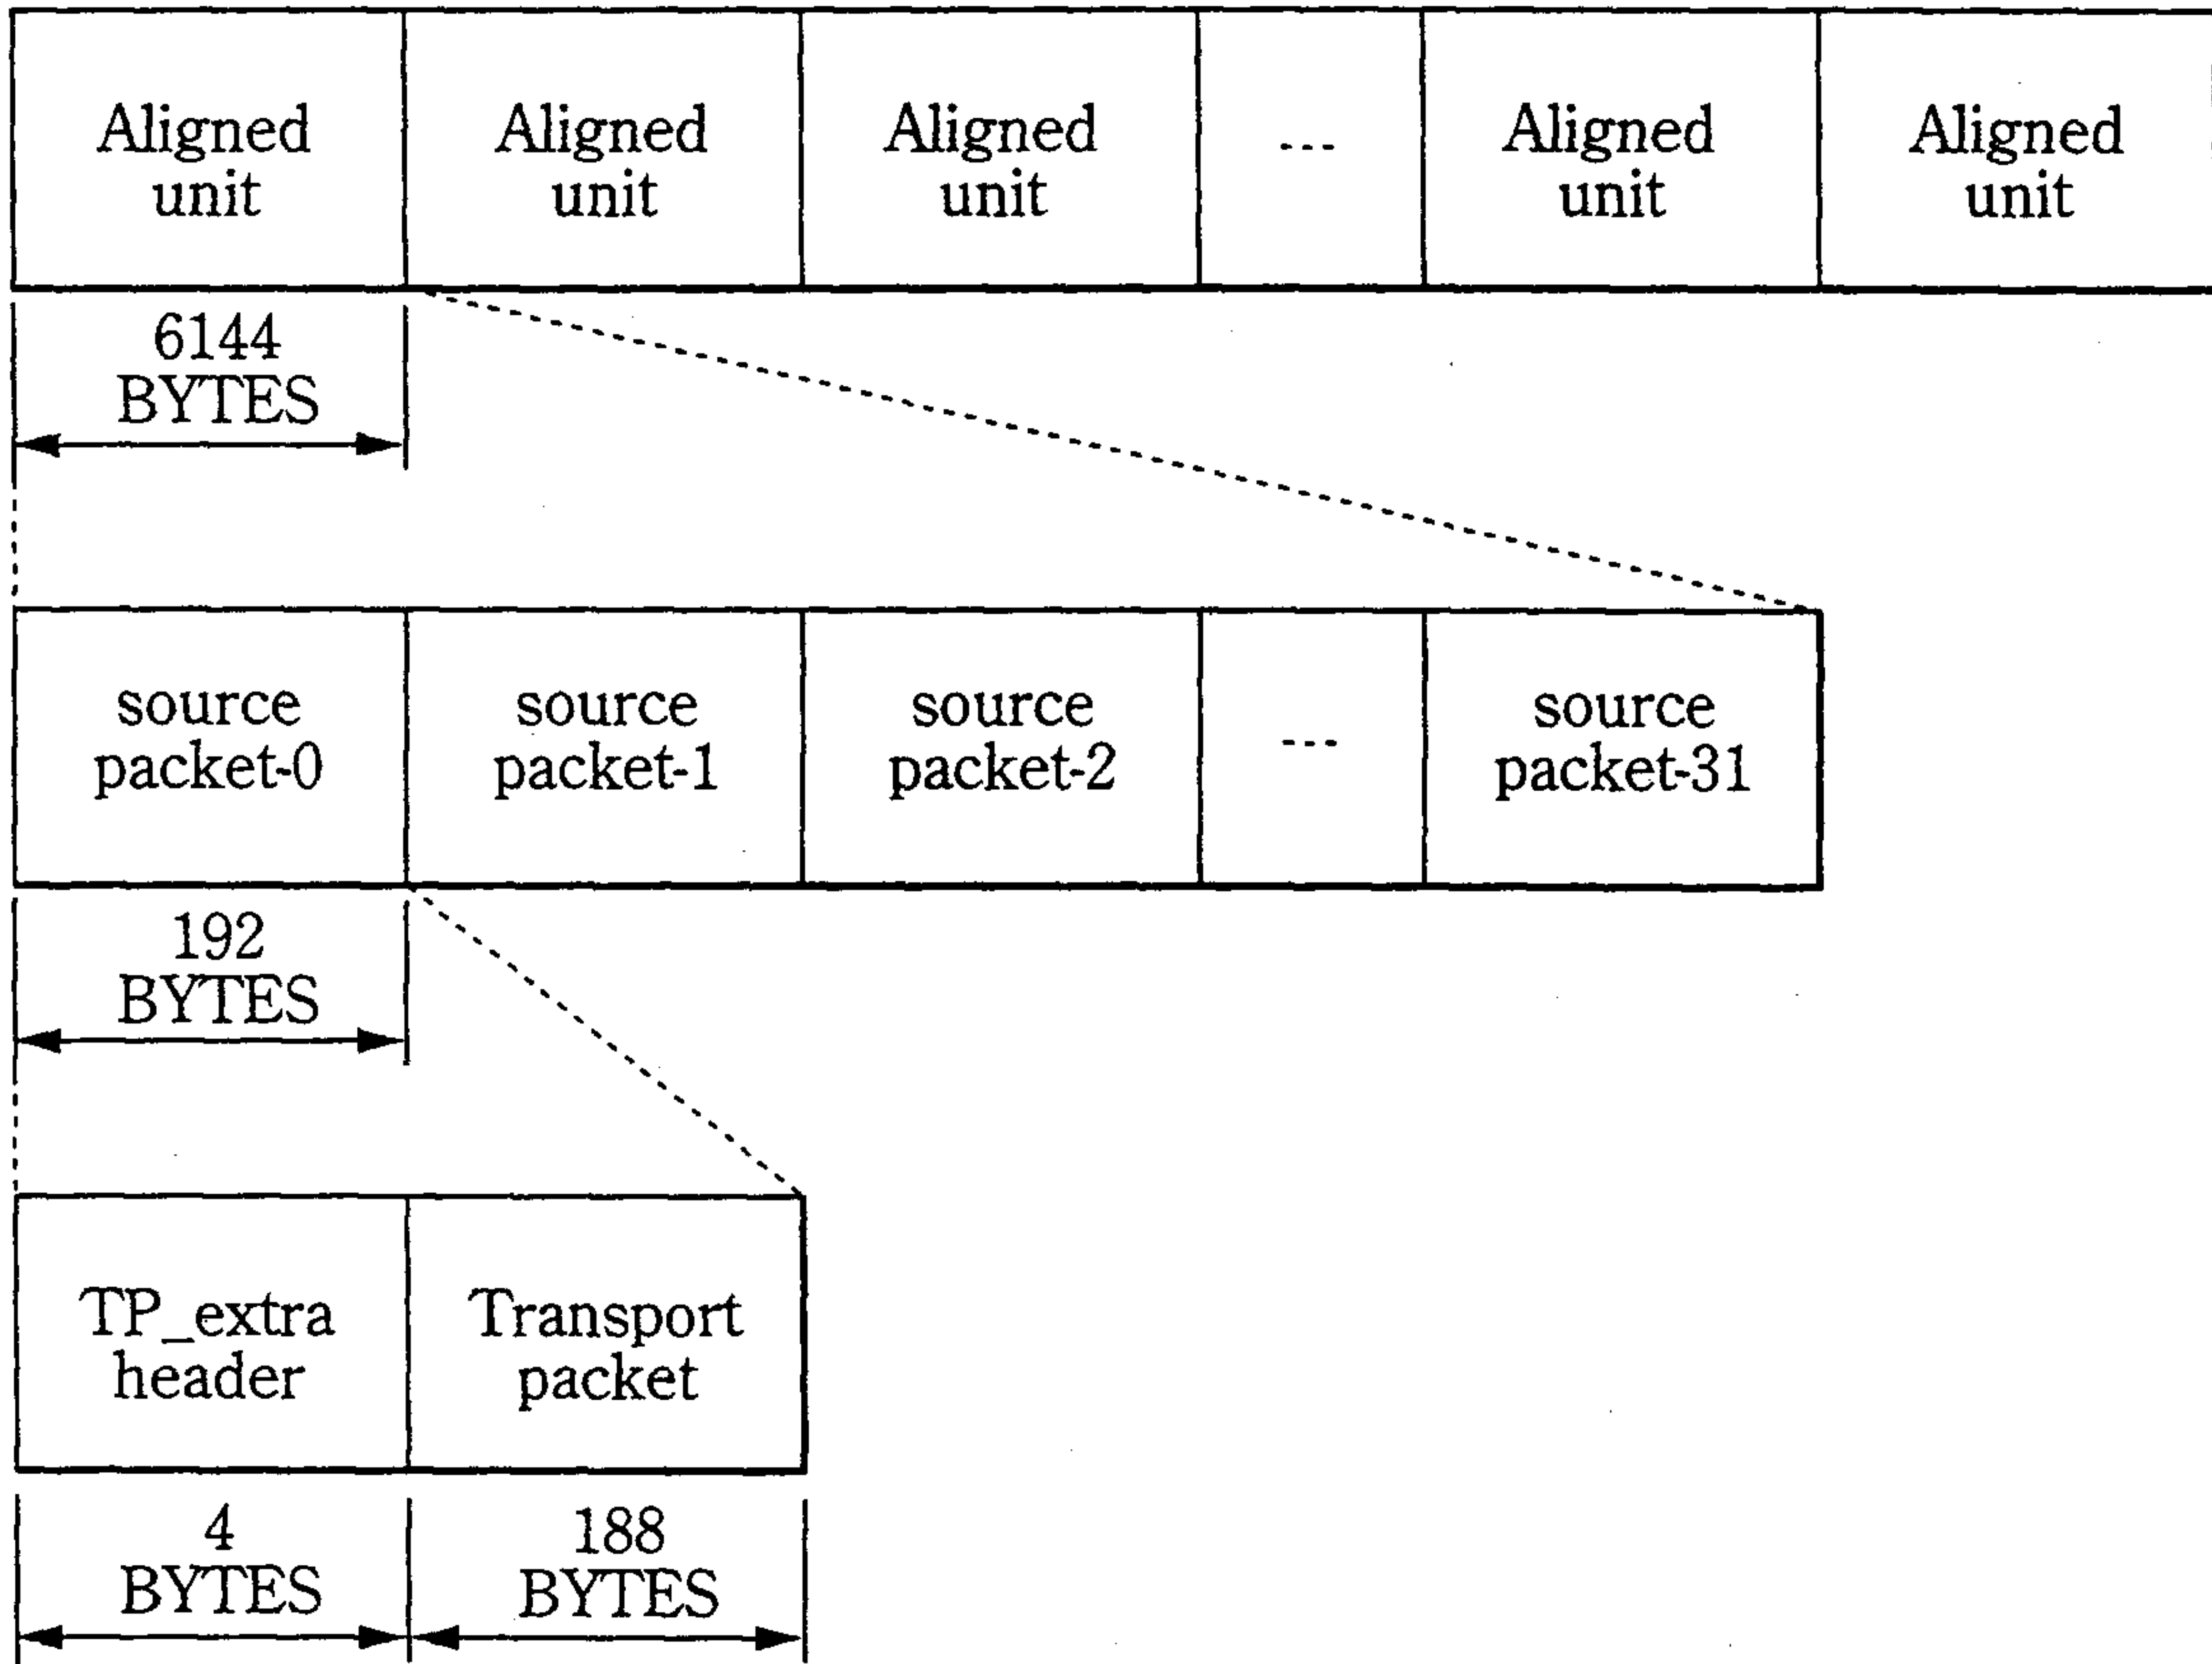 Aligned
unit
Aligned
unit
Aligned
unit
---
Aligned
unit
Aligned
unit
6144
BYTES
source
packet-0
source
packet-1
source
packet-2
---
source
packet-31
192
BYTES
TP_extra
header
Transport
packet
4
BYTES
188
BYTES